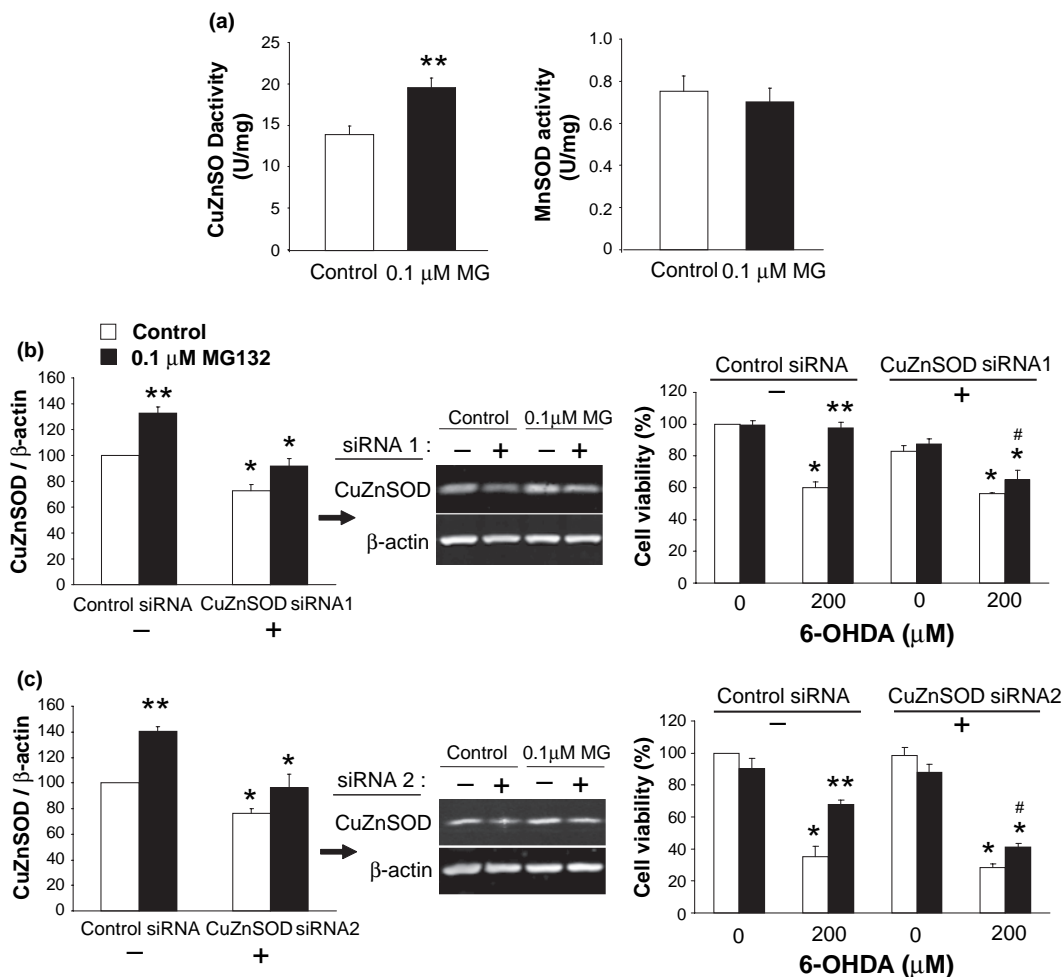 (a)
CuZnSO Dactivity
(U/mg)
25
20
15
10
5
0
**
Control 0.1 μM MG
MnSOD activity
(U/mg)
1.0
0.8
0.6
0.4
0.2
0
Control 0.1 μM MG
Control
0.1 μM MG132
(b)
CuZnSOD / β-actin
160
140
120
100
80
60
40
20
0
**
*
*
Control siRNA CuZnSOD siRNA1
– +
Control 0.1μM MG
siRNA 1 : – + – +
CuZnSOD
β-actin
Control siRNA CuZnSOD siRNA1
– +
Cell viability (%)
120
100
80
60
40
20
0
*
**
*
#
*
0 200 0 200
6-OHDA (μM)
(c)
CuZnSOD / β-actin
160
140
120
100
80
60
40
20
0
**
*
*
Control siRNA CuZnSOD siRNA2
– +
Control 0.1μM MG
siRNA 2 : – + – +
CuZnSOD
β-actin
Control siRNA CuZnSOD siRNA2
– +
Cell viability (%)
120
100
80
60
40
20
0
*
**
*
#
*
0 200 0 200
6-OHDA (μM)